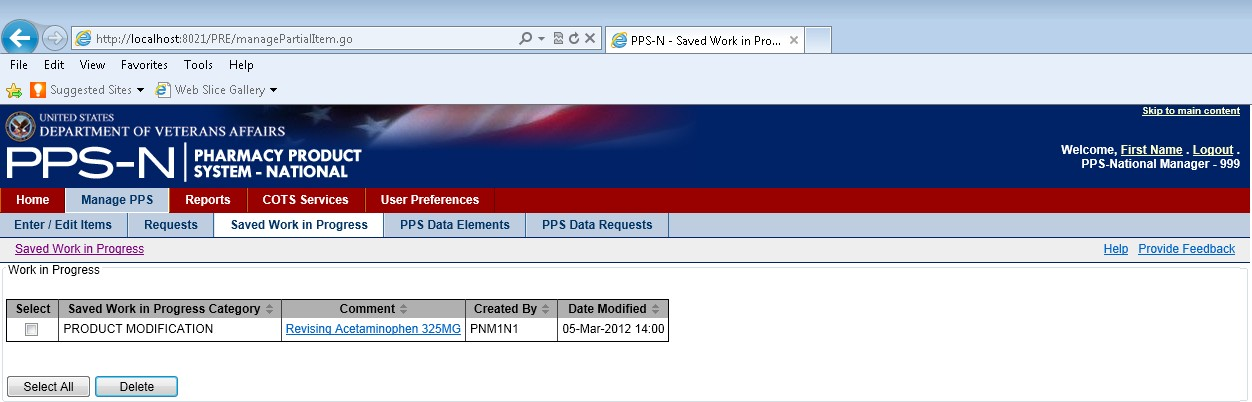 http://localhost:8021/PRE/managePartialItem.go
PPS-N - Saved Work in Pro...
File Edit View Favorites Tools Help
Suggested Sites Web Slice Gallery
Skip to main content
UNITED STATES
DEPARTMENT OF VETERANS AFFAIRS
PPS-N
PHARMACY PRODUCT
SYSTEM - NATIONAL
Welcome, First Name . Logout .
PPS-National Manager - 999
Home Manage PPS Reports COTS Services User Preferences
Enter / Edit Items Requests Saved Work in Progress PPS Data Elements PPS Data Requests
Saved Work in Progress Help Provide Feedback
Work in Progress
Select Saved Work in Progress Category Comment Created By Date Modified
PRODUCT MODIFICATION Revising Acetaminophen 325MG PNM1N1 05-Mar-2012 14:00
Select All Delete